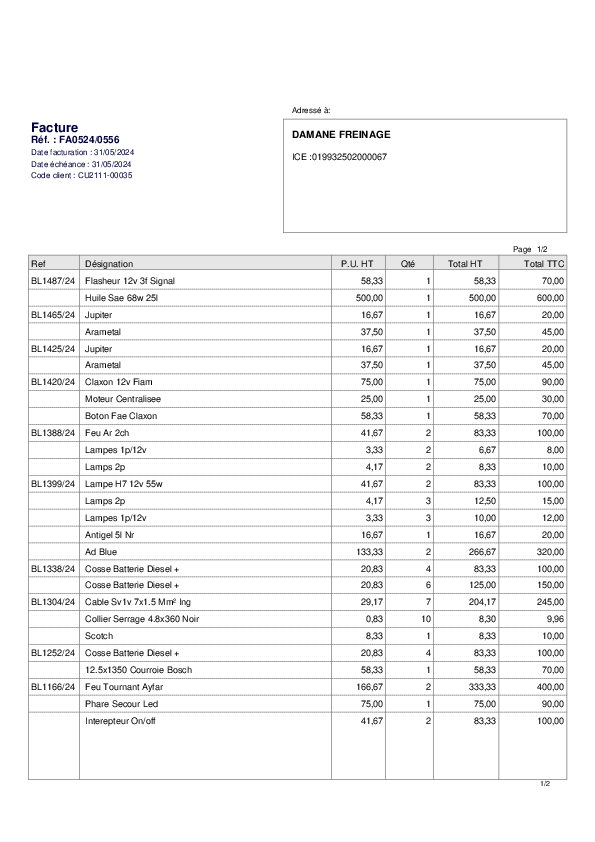 Adressé à:
Facture
Réf. : FA0524/0556
Date facturation : 31/05/2024
Date échéance : 31/05/2024
Code client : CU2111-00035
DAMANE FREINAGE
ICE :019932502000067
Page 1/2
Ref Désignation P.U. HT Qté Total HT Total TTC
BL1487/24 Flasheur 12v 3f Signal 58,33 1 58,33 70,00
Huile Sae 68w 25l 500,00 1 500,00 600,00
BL1465/24 Jupiter 16,67 1 16,67 20,00
Arametal 37,50 1 37,50 45,00
BL1425/24 Jupiter 16,67 1 16,67 20,00
Arametal 37,50 1 37,50 45,00
BL1420/24 Claxon 12v Fiam 75,00 1 75,00 90,00
Moteur Centralisee 25,00 1 25,00 30,00
Boton Fae Claxon 58,33 1 58,33 70,00
BL1388/24 Feu Ar 2ch 41,67 2 83,33 100,00
Lampes 1p/12v 3,33 2 6,67 8,00
Lamps 2p 4,17 2 8,33 10,00
BL1399/24 Lampe H7 12v 55w 41,67 2 83,33 100,00
Lamps 2p 4,17 3 12,50 15,00
Lampes 1p/12v 3,33 3 10,00 12,00
Antigel 5l Nr 16,67 1 16,67 20,00
Ad Blue 133,33 2 266,67 320,00
BL1338/24 Cosse Batterie Diesel + 20,83 4 83,33 100,00
Cosse Batterie Diesel + 20,83 6 125,00 150,00
BL1304/24 Cable Sv1v 7x1.5 Mm² Ing 29,17 7 204,17 245,00
Collier Serrage 4.8x360 Noir 0,83 10 8,30 9,96
Scotch 8,33 1 8,33 10,00
BL1252/24 Cosse Batterie Diesel + 20,83 4 83,33 100,00
12.5x1350 Courroie Bosch 58,33 1 58,33 70,00
BL1166/24 Feu Tournant Ayfar 166,67 2 333,33 400,00
Phare Secour Led 75,00 1 75,00 90,00
Interepteur On/off 41,67 2 83,33 100,00
1/2